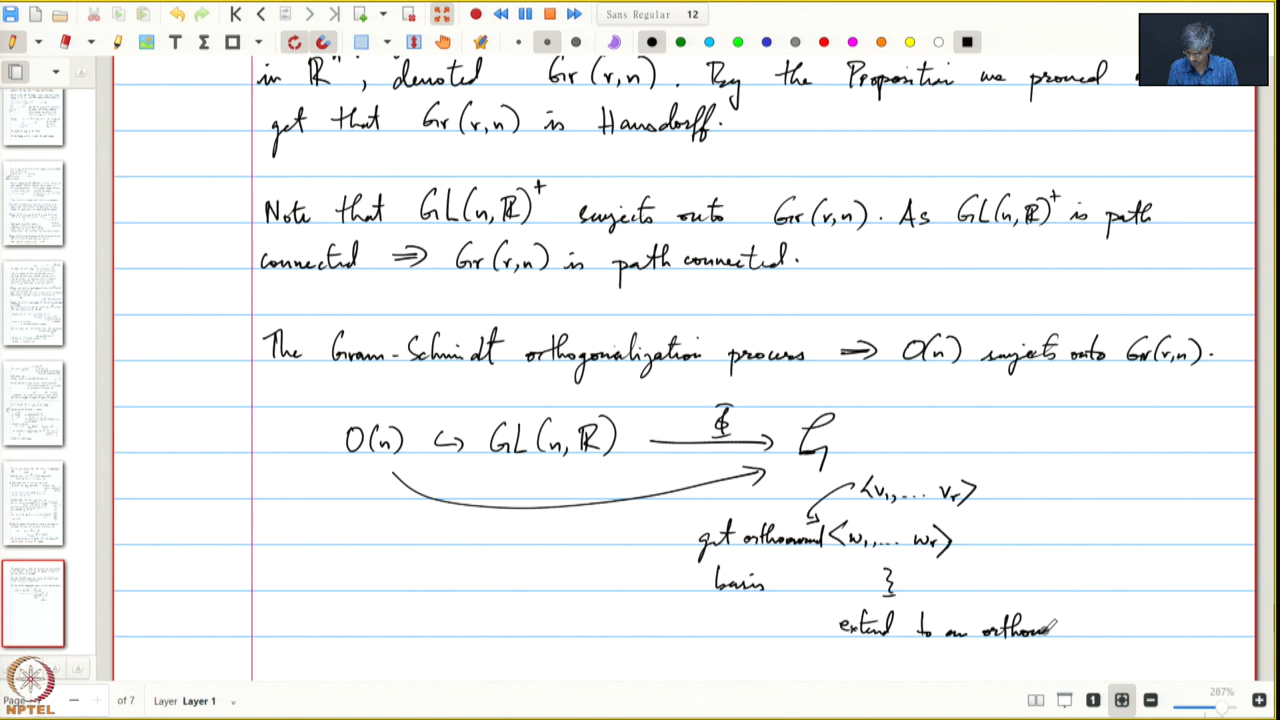 Sans Regular 12
in ℝⁿ, denoted Gr(r,n). By the Proposition we proved
get that Gr(r,n) is Hausdorff.
Note that GL(n,ℝ)⁺ surjects onto Gr(r,n). As GL(n,ℝ)⁺ is path
connected ⇒ Gr(r,n) is path connected.
The Gram-Schmidt orthogonialization process ⇒ O(n) surjects onto Gr(r,n).
O(n) ↪ GL(n,ℝ) Φ → G
⟨v₁,... vᵣ⟩
get orthonormal ⟨w₁,... wᵣ⟩
basis
extend to an orthon
NPTEL
Page 7 of 7 Layer Layer 1 287%